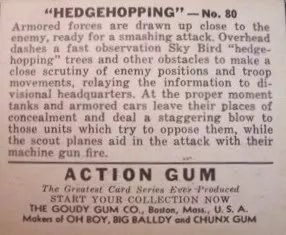 "HEDGEHOPPING"—No. 80
Armored forces are drawn up close to the
enemy, ready for a smashing attack. Overhead
dashes a fast observation Sky Bird "hedge-
hopping" trees and other obstacles to make a
close scrutiny of enemy positions and troop
movements, relaying the information to di-
visional headquarters. At the proper moment
tanks and armored cars leave their places of
concealment and deal a staggering blow to
those units which try to oppose them, while
the scout planes aid in the attack with their
machine gun fire.
ACTION GUM
The Greatest Card Series Ever Produced
START YOUR COLLECTION NOW
THE GOUDY GUM CO., Boston, Mass., U. S. A.
Makers of OH BOY, BIG BALLDY and CHUNX GUM